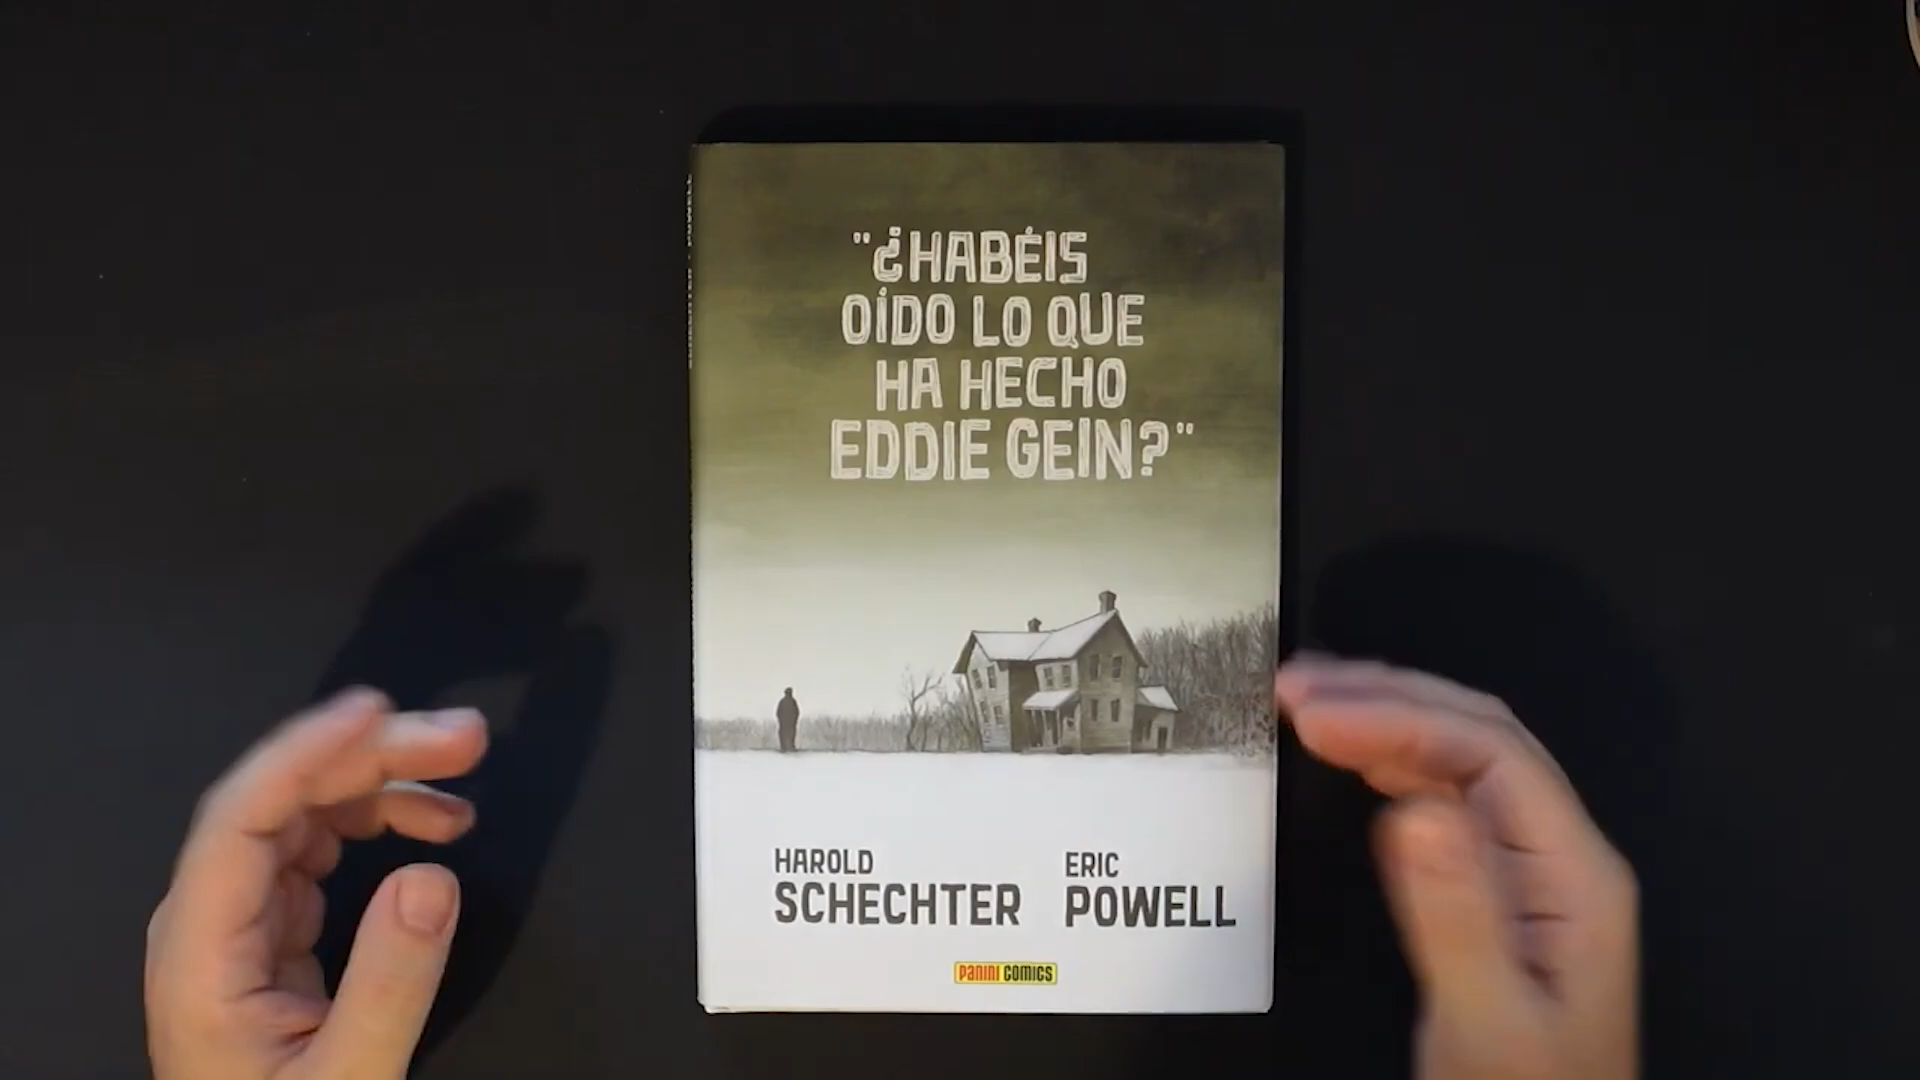 "¿HABÉIS
OÍDO LO QUE
HA HECHO
EDDIE GEIN?"
HAROLD
SCHECHTER
ERIC
POWELL
PANINI COMICS